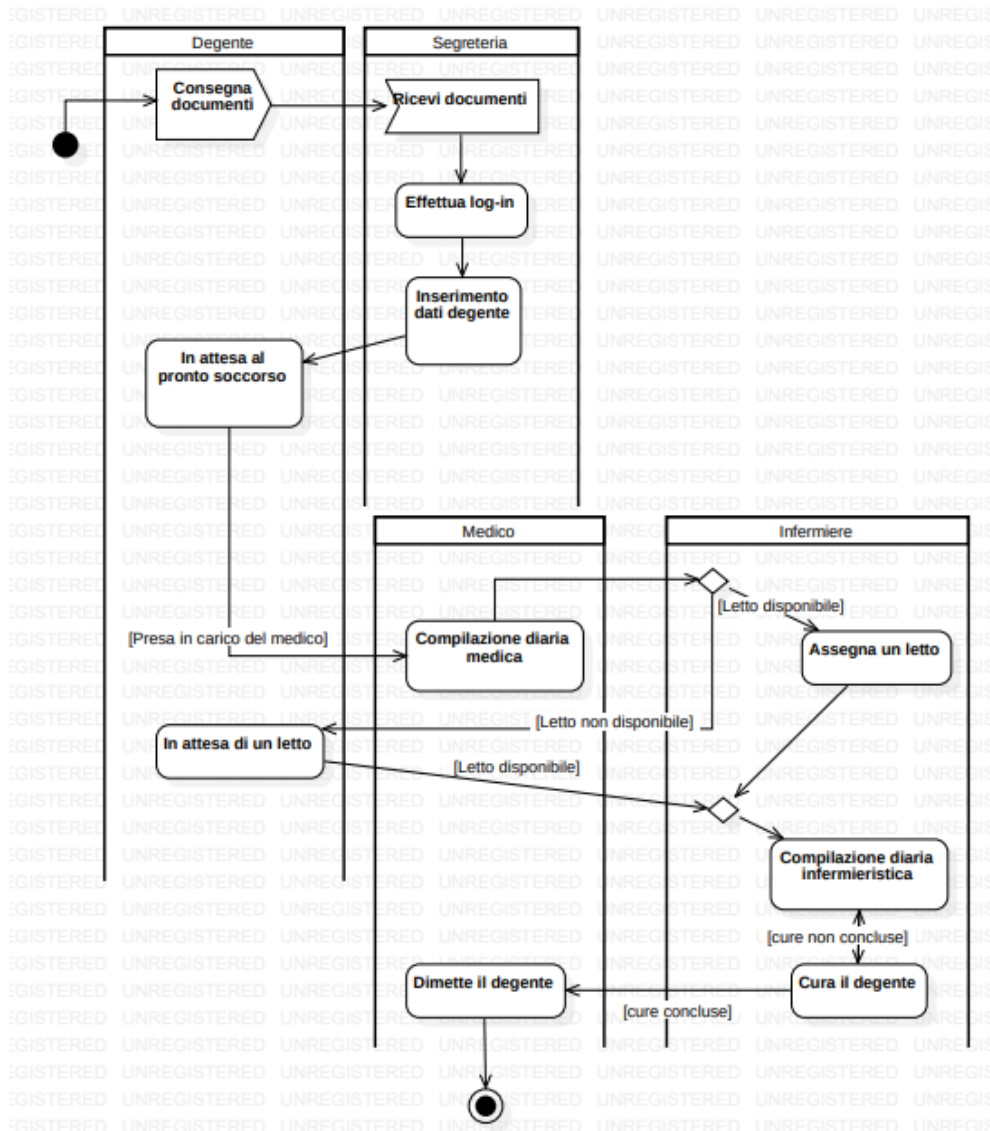 Degente
Segreteria
Consegna
documenti
Ricevi documenti
Effettua log-in
Inserimento
dati degente
In attesa al
pronto soccorso
Medico
Infermiere
[Letto disponibile]
[Presa in carico del medico]
Compilazione diaria
medica
Assegna un letto
[Letto non disponibile]
In attesa di un letto
[Letto disponibile]
Compilazione diaria
infermieristica
[cure non concluse]
Dimette il degente
Cura il degente
[cure concluse]
UNREGISTERED